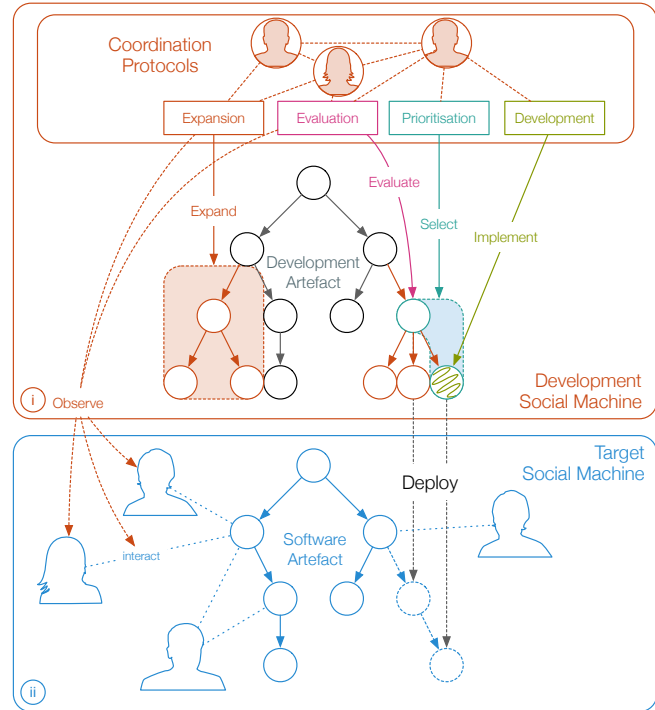 Coordination
Protocols
Expansion
Evaluation
Prioritisation
Development
Evaluate
Expand
Select
Implement
Development
Artefact
i
Observe
Development
Social Machine
Target
Social Machine
Deploy
Software
Artefact
interact
ii